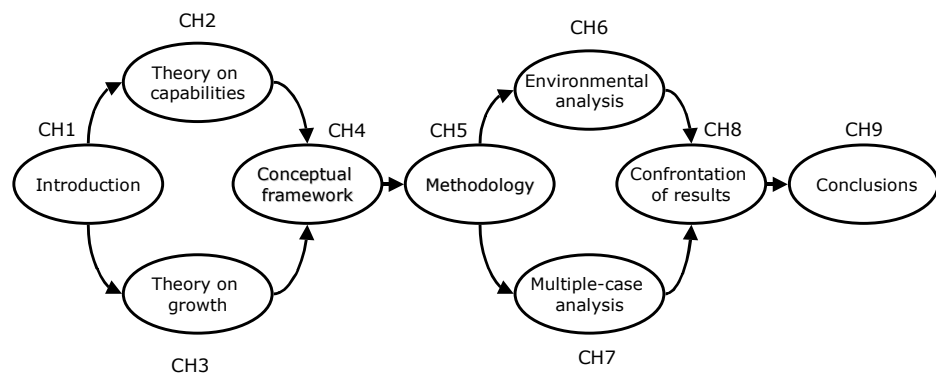 CH2
Theory on
capabilities
CH1
Introduction
CH4
Conceptual
framework
Theory on
growth
CH3
CH5
Methodology
CH6
Environmental
analysis
CH8
Confrontation
of results
Multiple-case
analysis
CH7
CH9
Conclusions